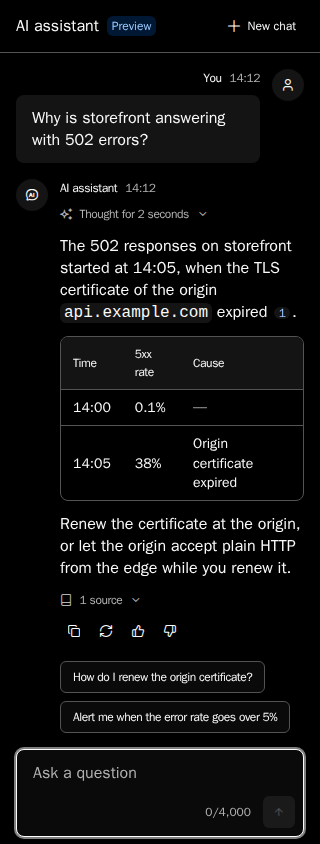 AI assistant Preview New chat
You 14:12
Why is storefront answering
with 502 errors?
AI
AI assistant 14:12
Thought for 2 seconds
The 502 responses on storefront
started at 14:05, when the TLS
certificate of the origin
api.example.com expired 1 .
Time 5xx rate Cause
14:00 0.1% —
14:05 38% Origin certificate expired
Renew the certificate at the origin,
or let the origin accept plain HTTP
from the edge while you renew it.
1 source
How do I renew the origin certificate?
Alert me when the error rate goes over 5%
Ask a question
0/4,000